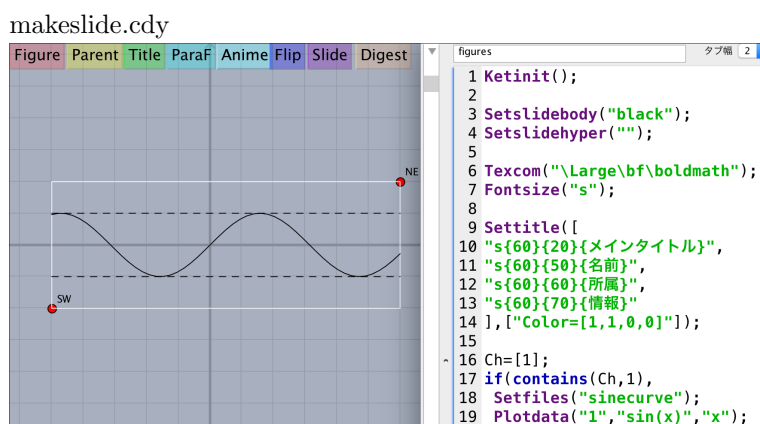 makeslide.cdy
Figure Parent Title ParaF Anime Flip Slide Digest
figures タブ幅 2
NE
SW
1 Ketinit();
2
3 Setslidebody("black");
4 Setslidehyper("");
5
6 Texcom("\Large\bf\boldmath");
7 Fontsize("s");
8
9 Settitle([
10 "s{60}{20}{メインタイトル}",
11 "s{60}{50}{名前}",
12 "s{60}{60}{所属}",
13 "s{60}{70}{情報}"
14 ],["Color=[1,1,0,0]"]);
15
16 Ch=[1];
17 if(contains(Ch,1),
18 Setfiles("sinecurve");
19 Plotdata("1","sin(x)","x");